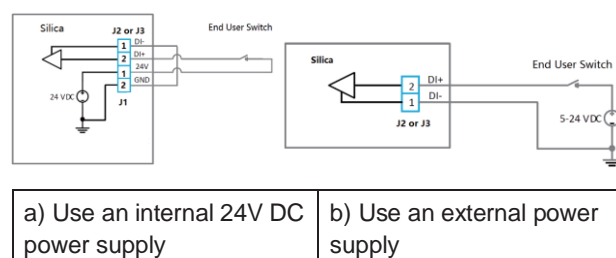 Silica
J2 or J3
End User Switch
1 DI-
2 DI+
1 24V
2 GND
24 VDC
J1
Silica
End User Switch
2 DI+
1 DI-
J2 or J3
5-24 VDC
a) Use an internal 24V DC
power supply
b) Use an external power
supply